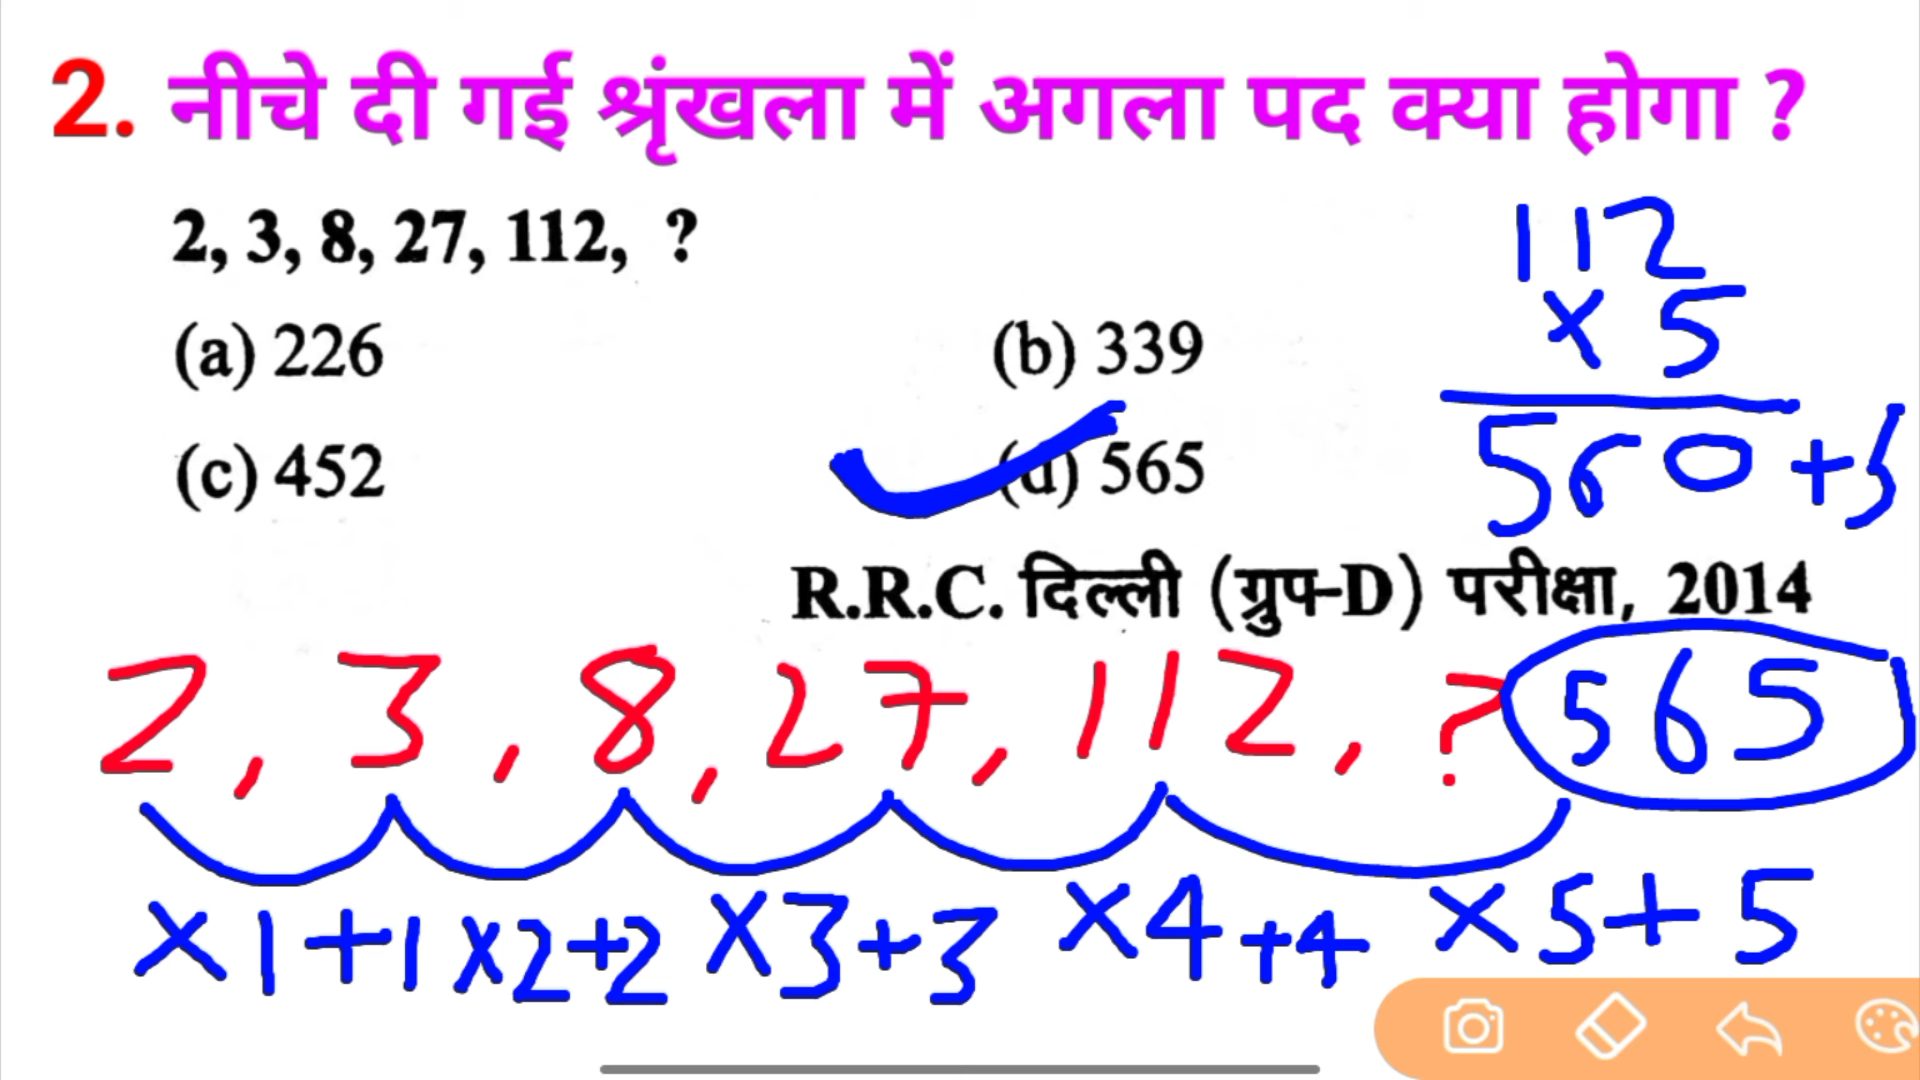 2. नीचे दी गई श्रृंखला में अगला पद क्या होगा ?
2, 3, 8, 27, 112, ?
(a) 226
(b) 339
(c) 452
(d) 565
R.R.C. दिल्ली (ग्रुप-D) परीक्षा, 2014
112
× 5
560 +5
2, 3, 8, 27, 112, ? 565
×1+1 ×2+2 ×3+3 ×4+4 ×5+5